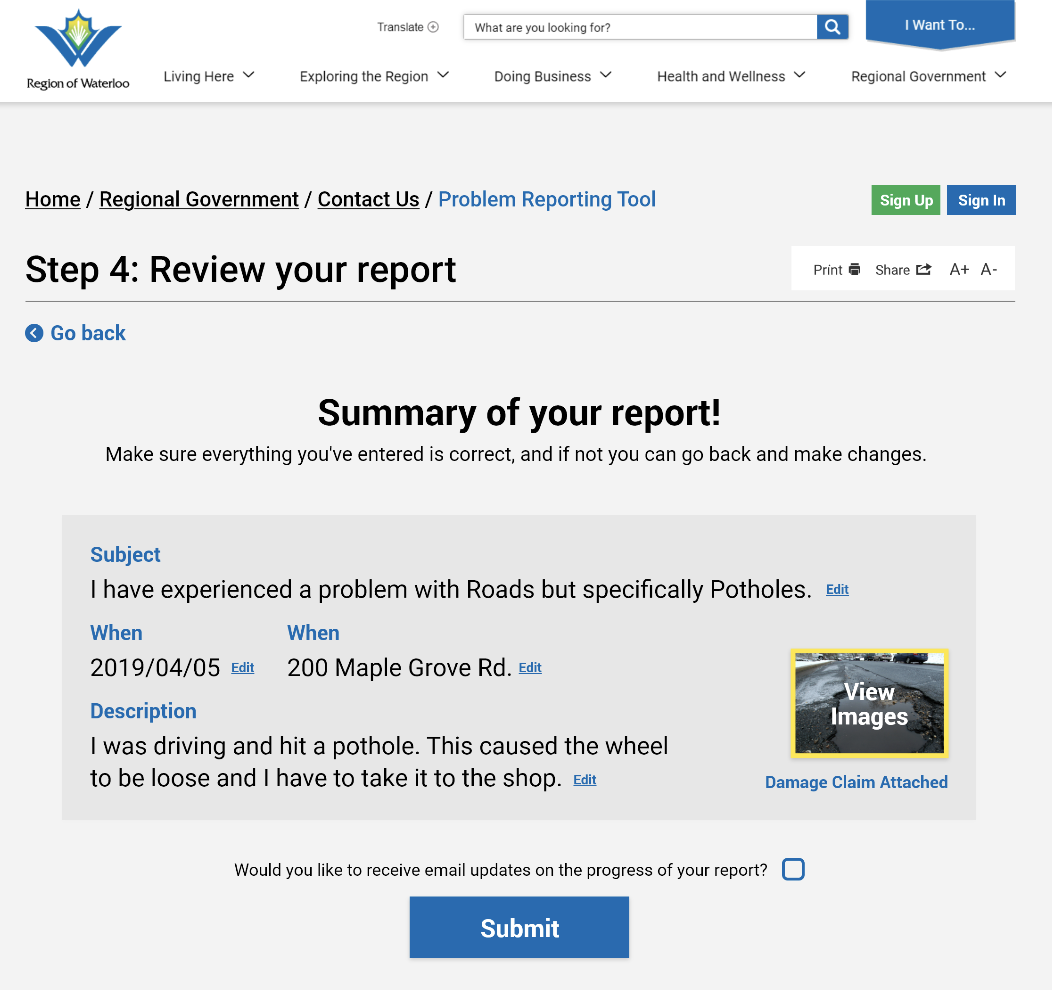 Translate
What are you looking for?
I Want To...
Region of Waterloo
Living Here
Exploring the Region
Doing Business
Health and Wellness
Regional Government
Home / Regional Government / Contact Us / Problem Reporting Tool
Sign Up
Sign In
Step 4: Review your report
Print
Share
A+
A-
Go back
Summary of your report!
Make sure everything you've entered is correct, and if not you can go back and make changes.
Subject
I have experienced a problem with Roads but specifically Potholes. Edit
When
When
2019/04/05 Edit
200 Maple Grove Rd. Edit
Description
I was driving and hit a pothole. This caused the wheel
to be loose and I have to take it to the shop. Edit
View
Images
Damage Claim Attached
Would you like to receive email updates on the progress of your report?
Submit